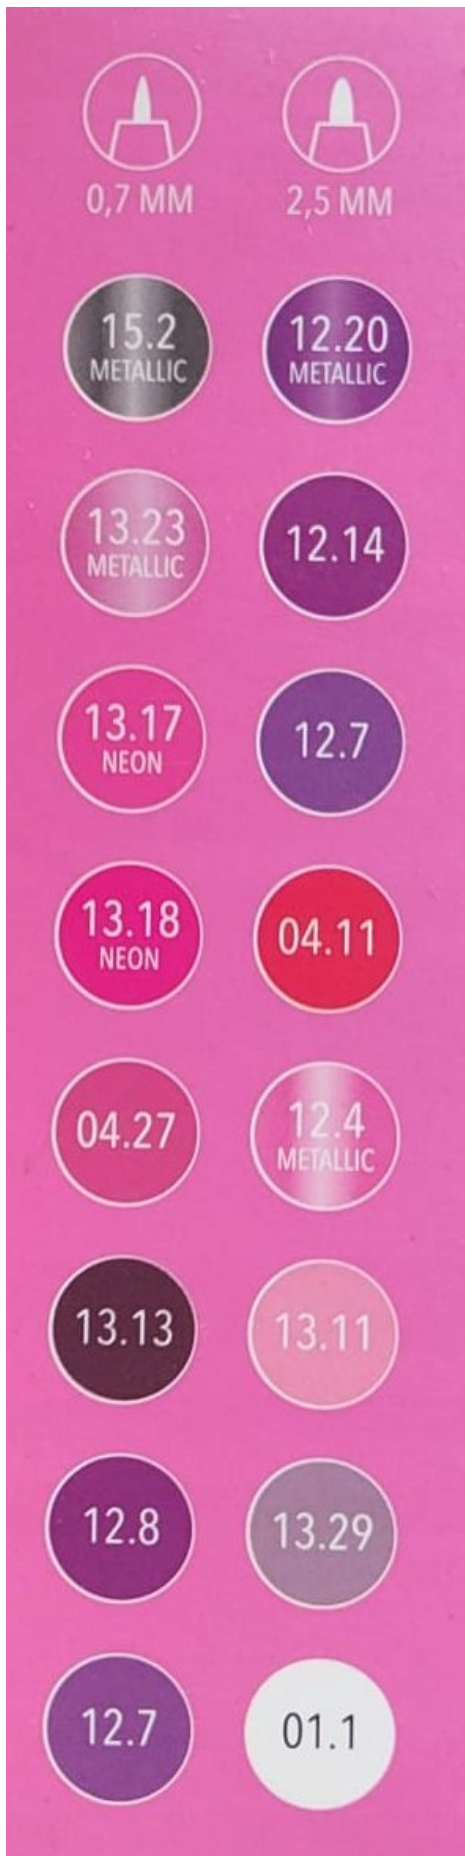 0,7 MM 2,5 MM
15.2 12.20
METALLIC METALLIC
13.23 12.14
METALLIC
13.17 12.7
NEON
13.18 04.11
NEON
04.27 12.4
METALLIC
13.13 13.11
12.8 13.29
12.7 01.1